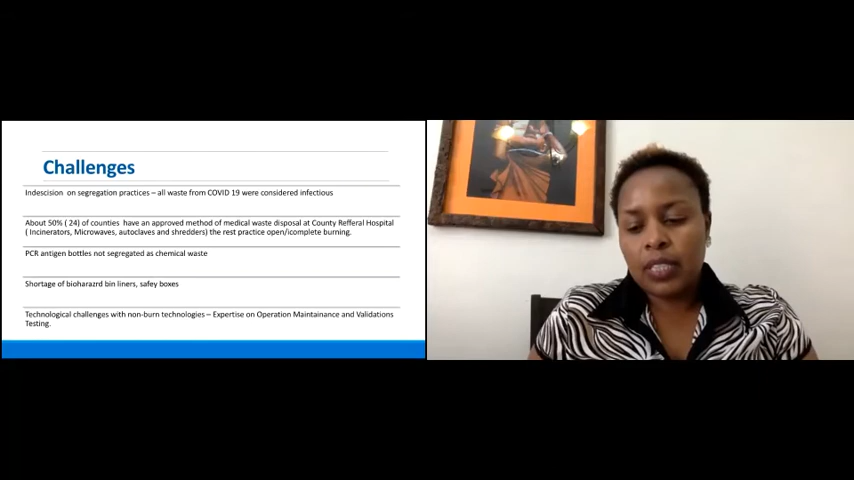 Challenges
Indescision on segregation practices – all waste from COVID 19 were considered infectious
About 50% ( 24) of counties have an approved method of medical waste disposal at County Refferal Hospital
( Incinerators, Microwaves, autoclaves and shredders) the rest practice open/icomplete burning.
PCR antigen bottles not segregated as chemical waste
Shortage of bioharazrd bin liners, safey boxes
Technological challenges with non-burn technologies – Expertise on Operation Maintainance and Validations
Testing.